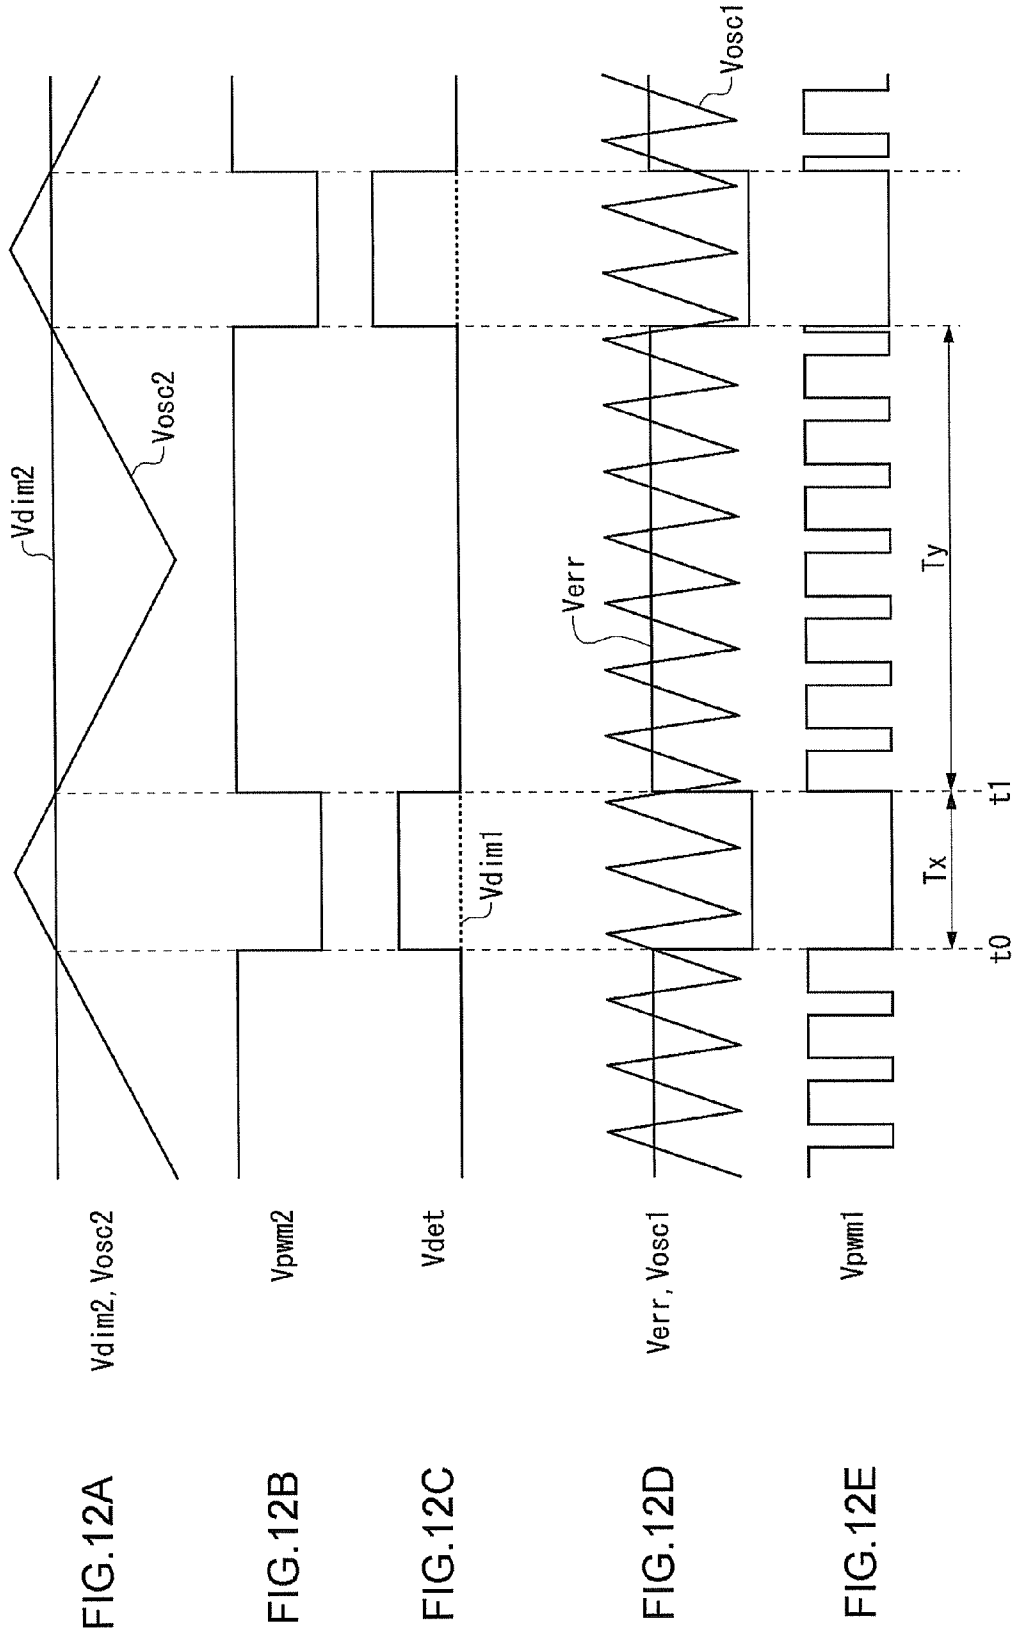 FIG.12A
Vdim2, Vosc2
Vdim2
Vosc2
FIG.12B
Vpwm2
FIG.12C
Vdet
Vdim1
FIG.12D
Verr, Vosc1
Verr
Vosc1
FIG.12E
Vpwm1
Tx
Ty
t0
t1